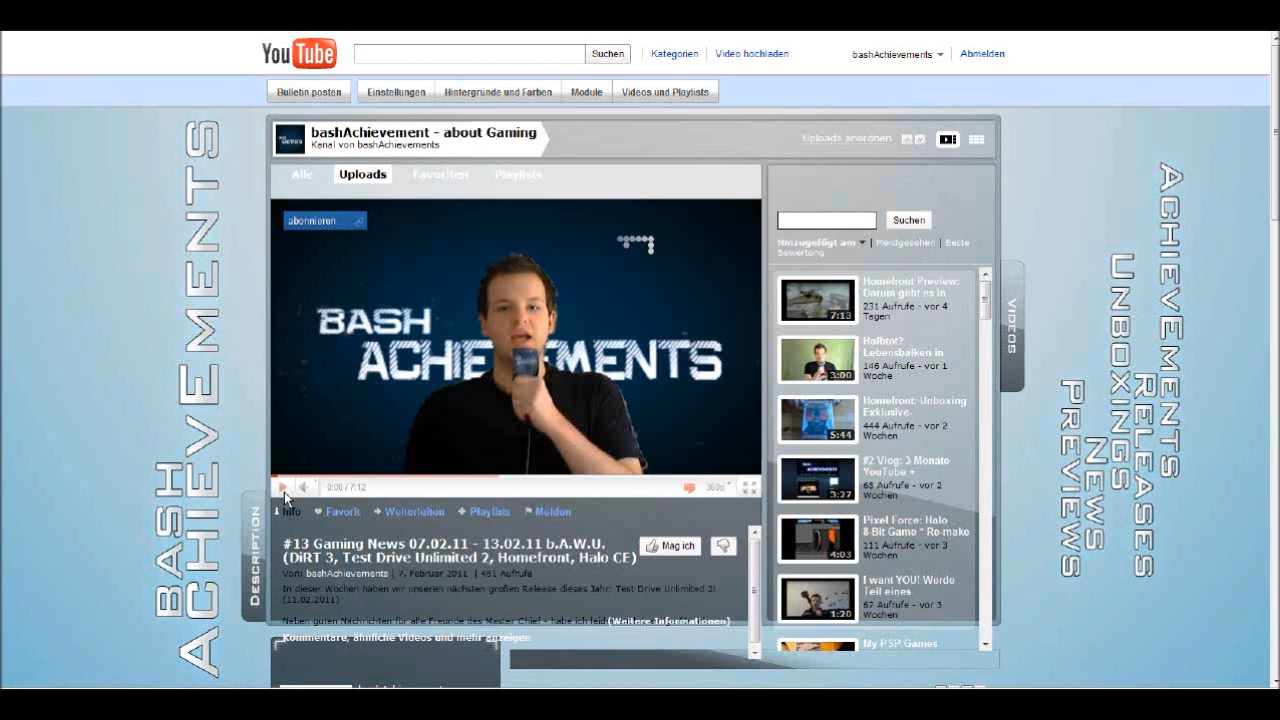 YouTube
Suchen
Kategorien
Video hochladen
bashAchievements
Abmelden
Bulletin posten
Einstellungen
Hintergründe und Farben
Module
Videos und Playlists
bashAchievement - about Gaming
Kanal von bashAchievements
Uploads anordnen
Alle
Uploads
Favoriten
Playlists
abonnieren
BASH
ACHIEVEMENTS
0:00 / 7:12
360p
Info
Favorit
Weiterleiten
Playlists
Melden
#13 Gaming News 07.02.11 - 13.02.11 b.A.W.U.
(DiRT 3, Test Drive Unlimited 2, Homefront, Halo CE)
Mag ich
Von: bashAchievements | 7. Februar 2011 | 451 Aufrufe
In dieser Wochen haben wir unseren nächsten großen Release dieses Jahr: Test Drive Unlimited 2!
(11.02.2011)
Neben guten Nachrichten für alle Freunde des Master Chief - habe ich leid
(Weitere Informationen)
Kommentare, ähnliche Videos und mehr anzeigen
Suchen
Hinzugefügt am | Meistgesehen | Beste
Bewertung
Homefront Preview:
Darum geht es in
231 Aufrufe - vor 4
Tagen
7:13
Halbtot?
Lebensbalken in
146 Aufrufe - vor 1
Woche
3:00
Homefront: Unboxing
Exklusive-
444 Aufrufe - vor 2
Wochen
5:44
#2 Vlog: 3 Monate
YouTube +
68 Aufrufe - vor 2
Wochen
3:27
Pixel Force: Halo
8-Bit Game * Re-make
111 Aufrufe - vor 3
Wochen
4:03
I want YOU! Werde
Teil eines
67 Aufrufe - vor 3
Wochen
1:20
My PSP Games
VIDEOS
DESCRIPTION
BASH
ACHIEVEMENTS
ACHIEVEMENTS
RELEASES
UNBOXINGS
NEWS
PREVIEWS